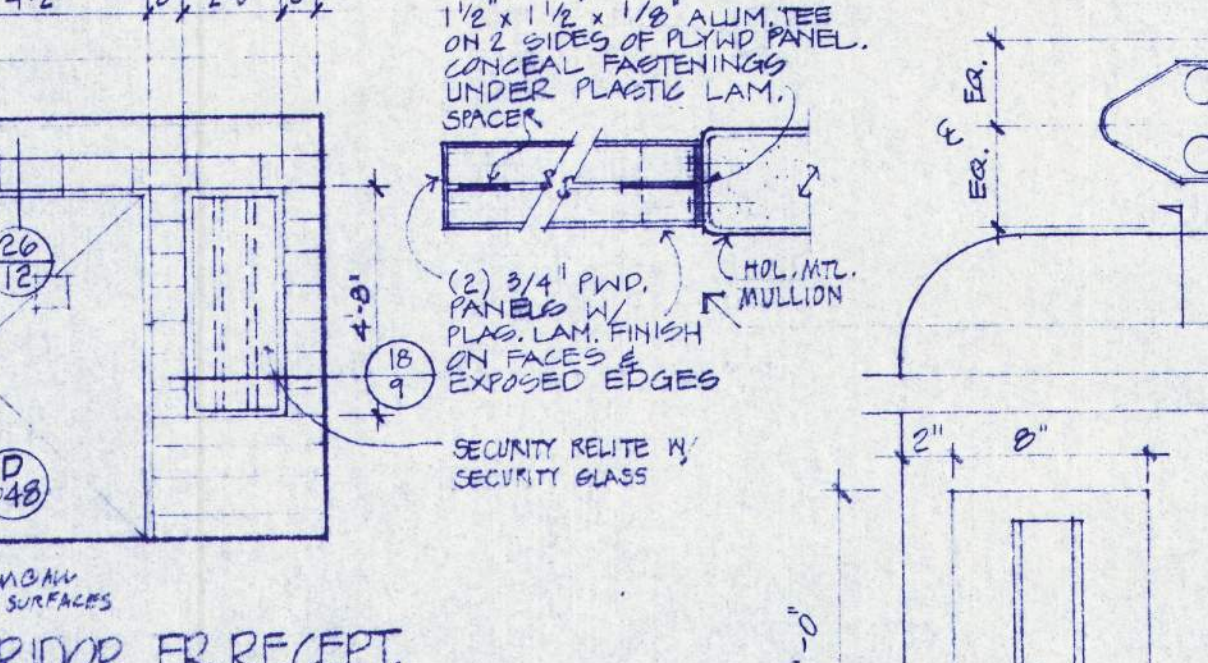 1 1/2" x 1 1/2" x 1/8" ALUM. TEE
ON 2 SIDES OF PLYWD PANEL.
CONCEAL FASTENINGS
UNDER PLASTIC LAM.
SPACER
HOL. MTL.
MULLION
(2) 3/4" PWD.
PANELS W/
PLAS. LAM. FINISH
ON FACES &
EXPOSED EDGES
4'-8"
18
9
26
12
D
48
SECURITY RELITE W/
SECURITY GLASS
SURFACES
ER RECEPT.
EQ.
EQ.
2"
8"